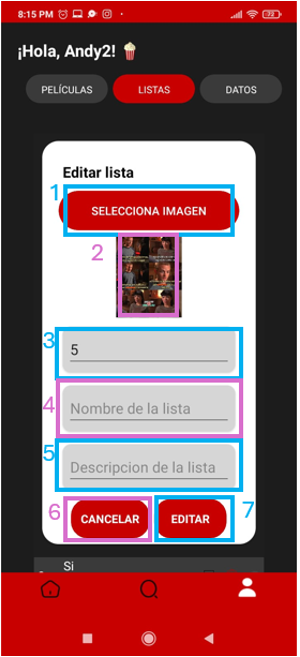 8:15 PM 72
¡Hola, Andy2!
PELÍCULAS LISTAS DATOS
Editar lista
1 SELECCIONA IMAGEN
2
3 5
4 Nombre de la lista
5 Descripcion de la lista
6 CANCELAR EDITAR 7
Si